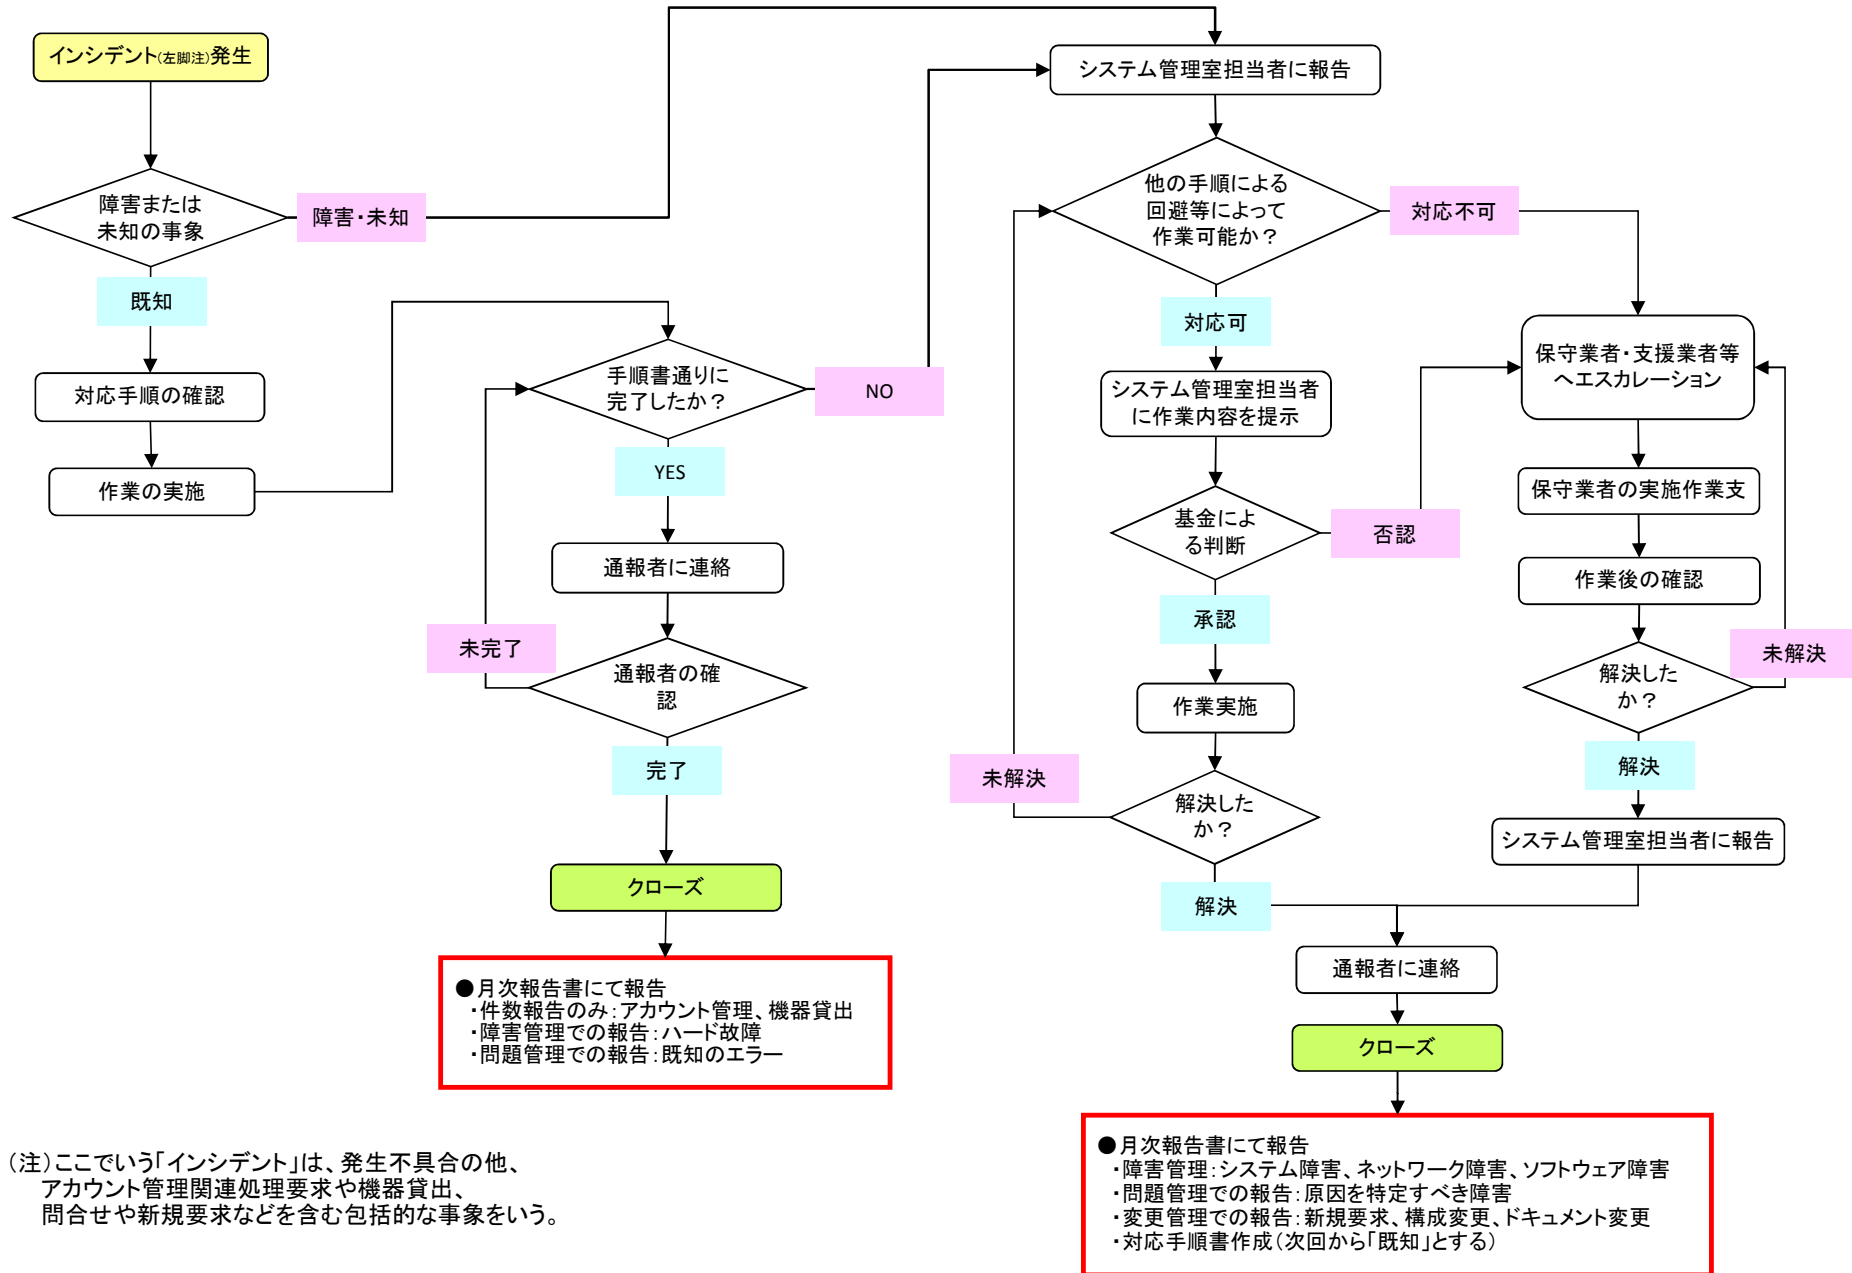 インシデント(左脚注)発生
障害または
未知の事象
障害・未知
既知
対応手順の確認
作業の実施
手順書通りに
完了したか？
NO
YES
通報者に連絡
未完了
通報者の確
認
完了
クローズ
●月次報告書にて報告
・件数報告のみ：アカウント管理、機器貸出
・障害管理での報告：ハード故障
・問題管理での報告：既知のエラー
システム管理室担当者に報告
他の手順による
回避等によって
作業可能か？
対応不可
対応可
システム管理室担当者
に作業内容を提示
基金によ
る判断
否認
承認
作業実施
未解決
解決した
か？
解決
保守業者・支援業者等
へエスカレーション
保守業者の実施作業支
作業後の確認
未解決
解決した
か？
解決
システム管理室担当者に報告
通報者に連絡
クローズ
●月次報告書にて報告
・障害管理：システム障害、ネットワーク障害、ソフトウェア障害
・問題管理での報告：原因を特定すべき障害
・変更管理での報告：新規要求、構成変更、ドキュメント変更
・対応手順書作成（次回から「既知」とする）
（注）ここでいう「インシデント」は、発生不具合の他、
アカウント管理関連処理要求や機器貸出、
問合せや新規要求などを含む包括的な事象をいう。